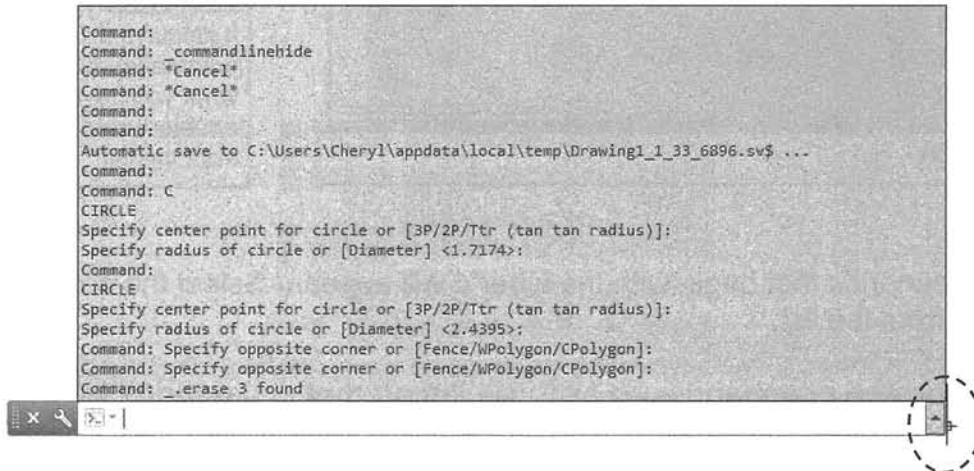 Command:
Command: _commandlinehide
Command: *Cancel*
Command: *Cancel*
Command:
Command:
Automatic save to C:\Users\Cheryl\appdata\local\temp\Drawing1_1_33_6896.sv$ ...
Command:
Command: C
CIRCLE
Specify center point for circle or [3P/2P/Ttr (tan tan radius)]:
Specify radius of circle or [Diameter] <1.7174>:
Command:
CIRCLE
Specify center point for circle or [3P/2P/Ttr (tan tan radius)]:
Specify radius of circle or [Diameter] <2.4395>:
Command: Specify opposite corner or [Fence/WPolygon/CPolygon]:
Command: Specify opposite corner or [Fence/WPolygon/CPolygon]:
Command: _.erase 3 found